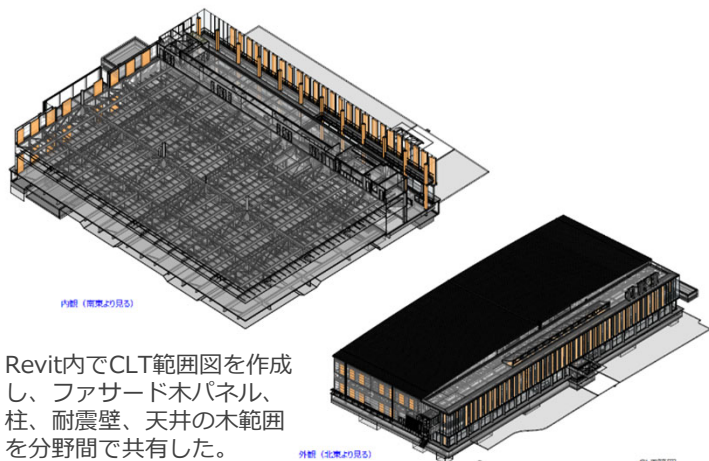 内観（南東より見る）
Revit内でCLT範囲図を作成
し、ファサード木パネル、
柱、耐震壁、天井の木範囲
を分野間で共有した。
外観（北東より見る）